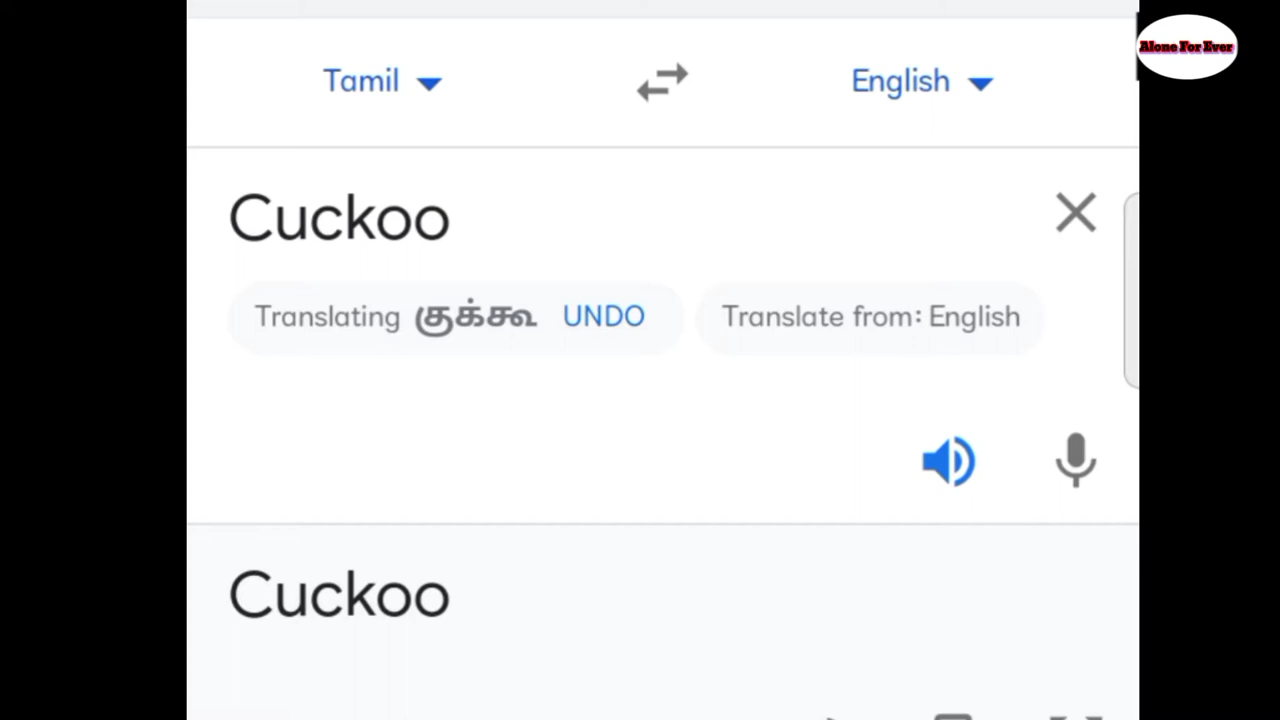 Alone For Ever
Tamil English
Cuckoo
Translating குக்கூ UNDO Translate from: English
Cuckoo